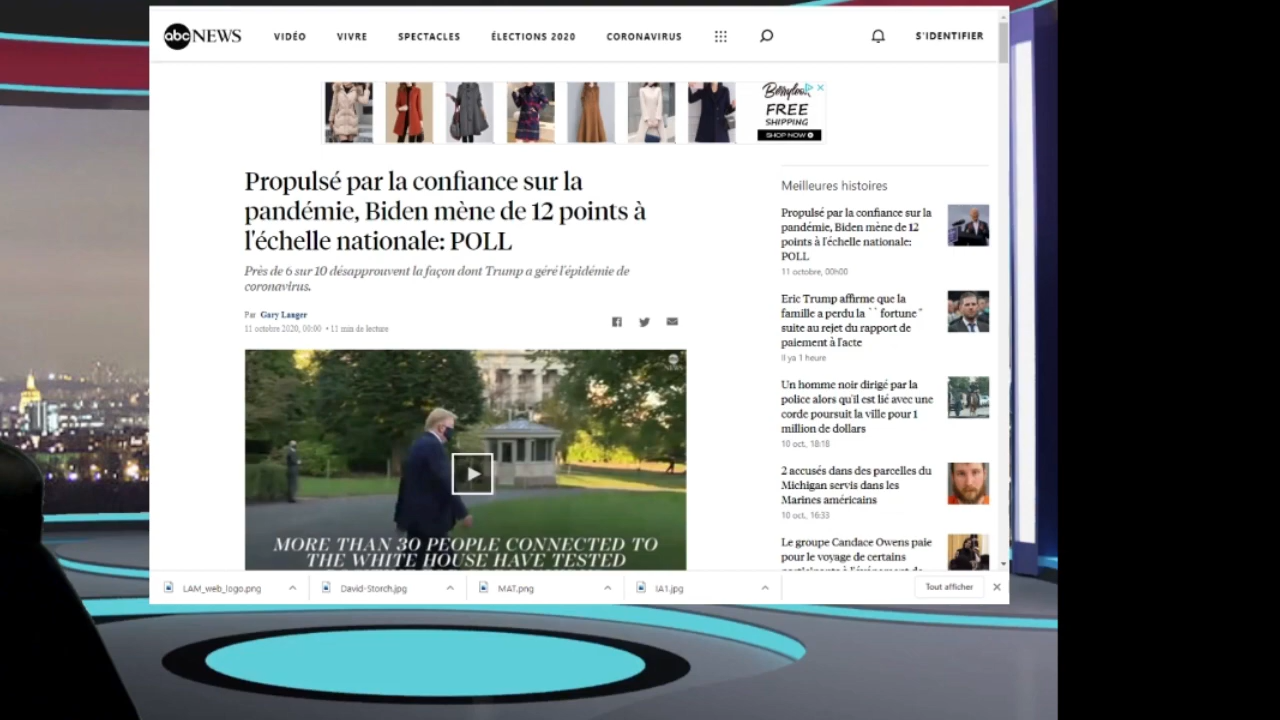 abc NEWS
VIDÉO
VIVRE
SPECTACLES
ÉLECTIONS 2020
CORONAVIRUS
S'IDENTIFIER
Berrylook
FREE
SHIPPING
SHOP NOW
Propulsé par la confiance sur la
pandémie, Biden mène de 12 points à
l'échelle nationale: POLL
Près de 6 sur 10 désapprouvent la façon dont Trump a géré l'épidémie de
coronavirus.
Par Gary Langer
11 octobre 2020, 00:00 • 11 min de lecture
abc
NEWS
MORE THAN 30 PEOPLE CONNECTED TO
THE WHITE HOUSE HAVE TESTED
Meilleures histoires
Propulsé par la confiance sur la
pandémie, Biden mène de 12
points à l'échelle nationale:
POLL
11 octobre, 00h00
Eric Trump affirme que la
famille a perdu la `` fortune ''
suite au rejet du rapport de
paiement à l'acte
Il ya 1 heure
Un homme noir dirigé par la
police alors qu'il est lié avec une
corde poursuit la ville pour 1
million de dollars
10 oct., 18:18
2 accusés dans des parcelles du
Michigan servis dans les
Marines américains
10 oct., 16:33
Le groupe Candace Owens paie
pour le voyage de certains
participants à l'événement de
LAM_web_logo.png
David-Storch.jpg
MAT.png
IA1.jpg
Tout afficher